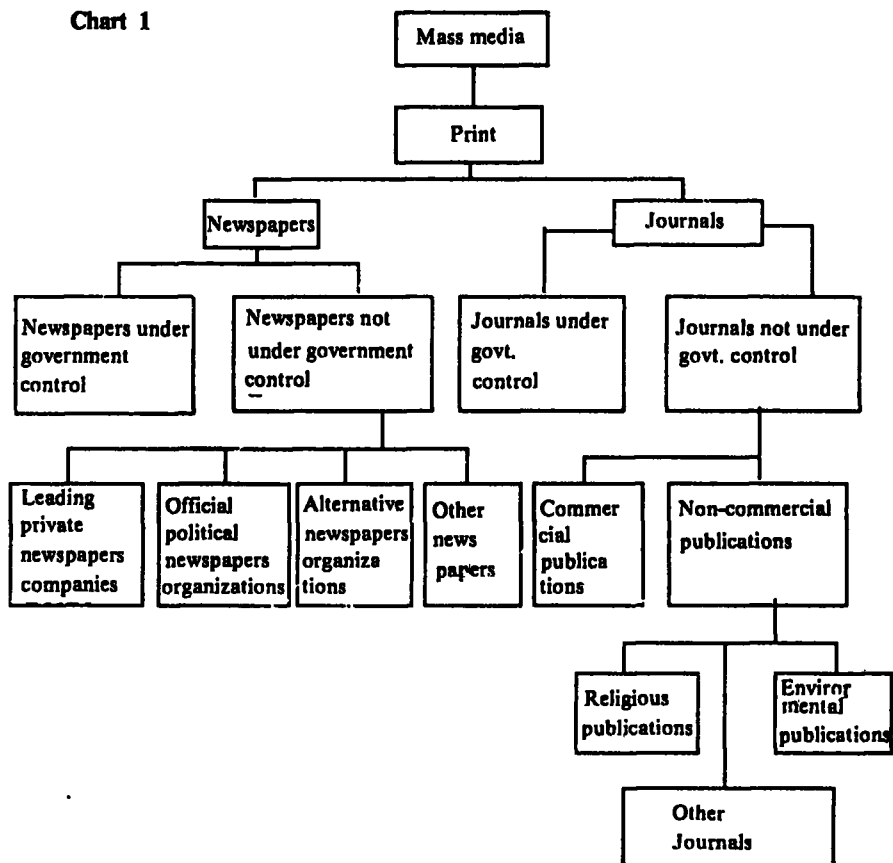 Chart 1
Mass media
Print
Newspapers
Journals
Newspapers under
government
control
Newspapers not
under government
control
Journals under
govt.
control
Journals not under
govt. control
Leading
private
newspapers
companies
Official
political
newspapers
organizations
Alternative
newspapers
organiza
tions
Other
news
papers
Commer
cial
publica
tions
Non-commercial
publications
Religious
publications
Enviror
mental
publications
Other
Journals